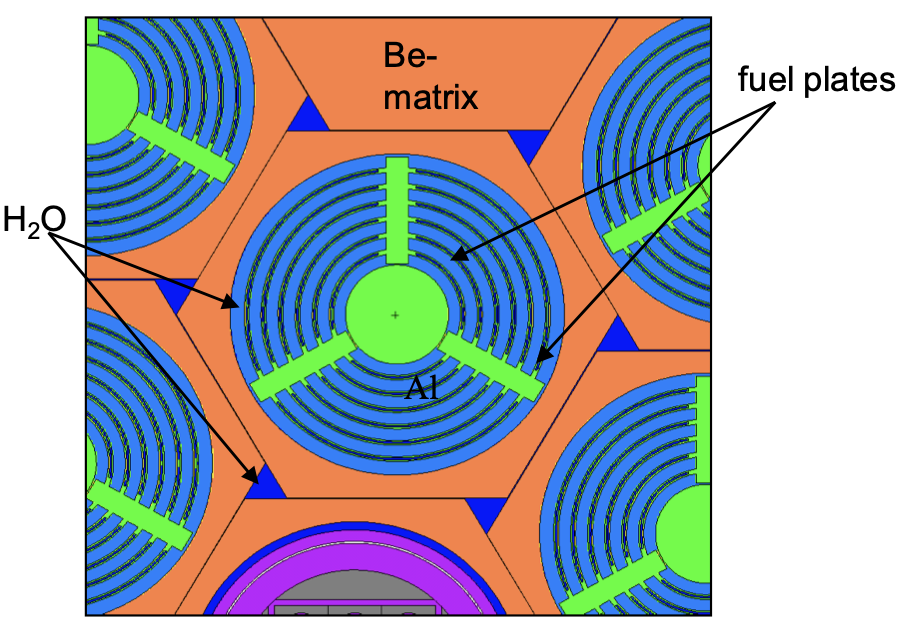 Be-
matrix
fuel plates
H₂O
Al